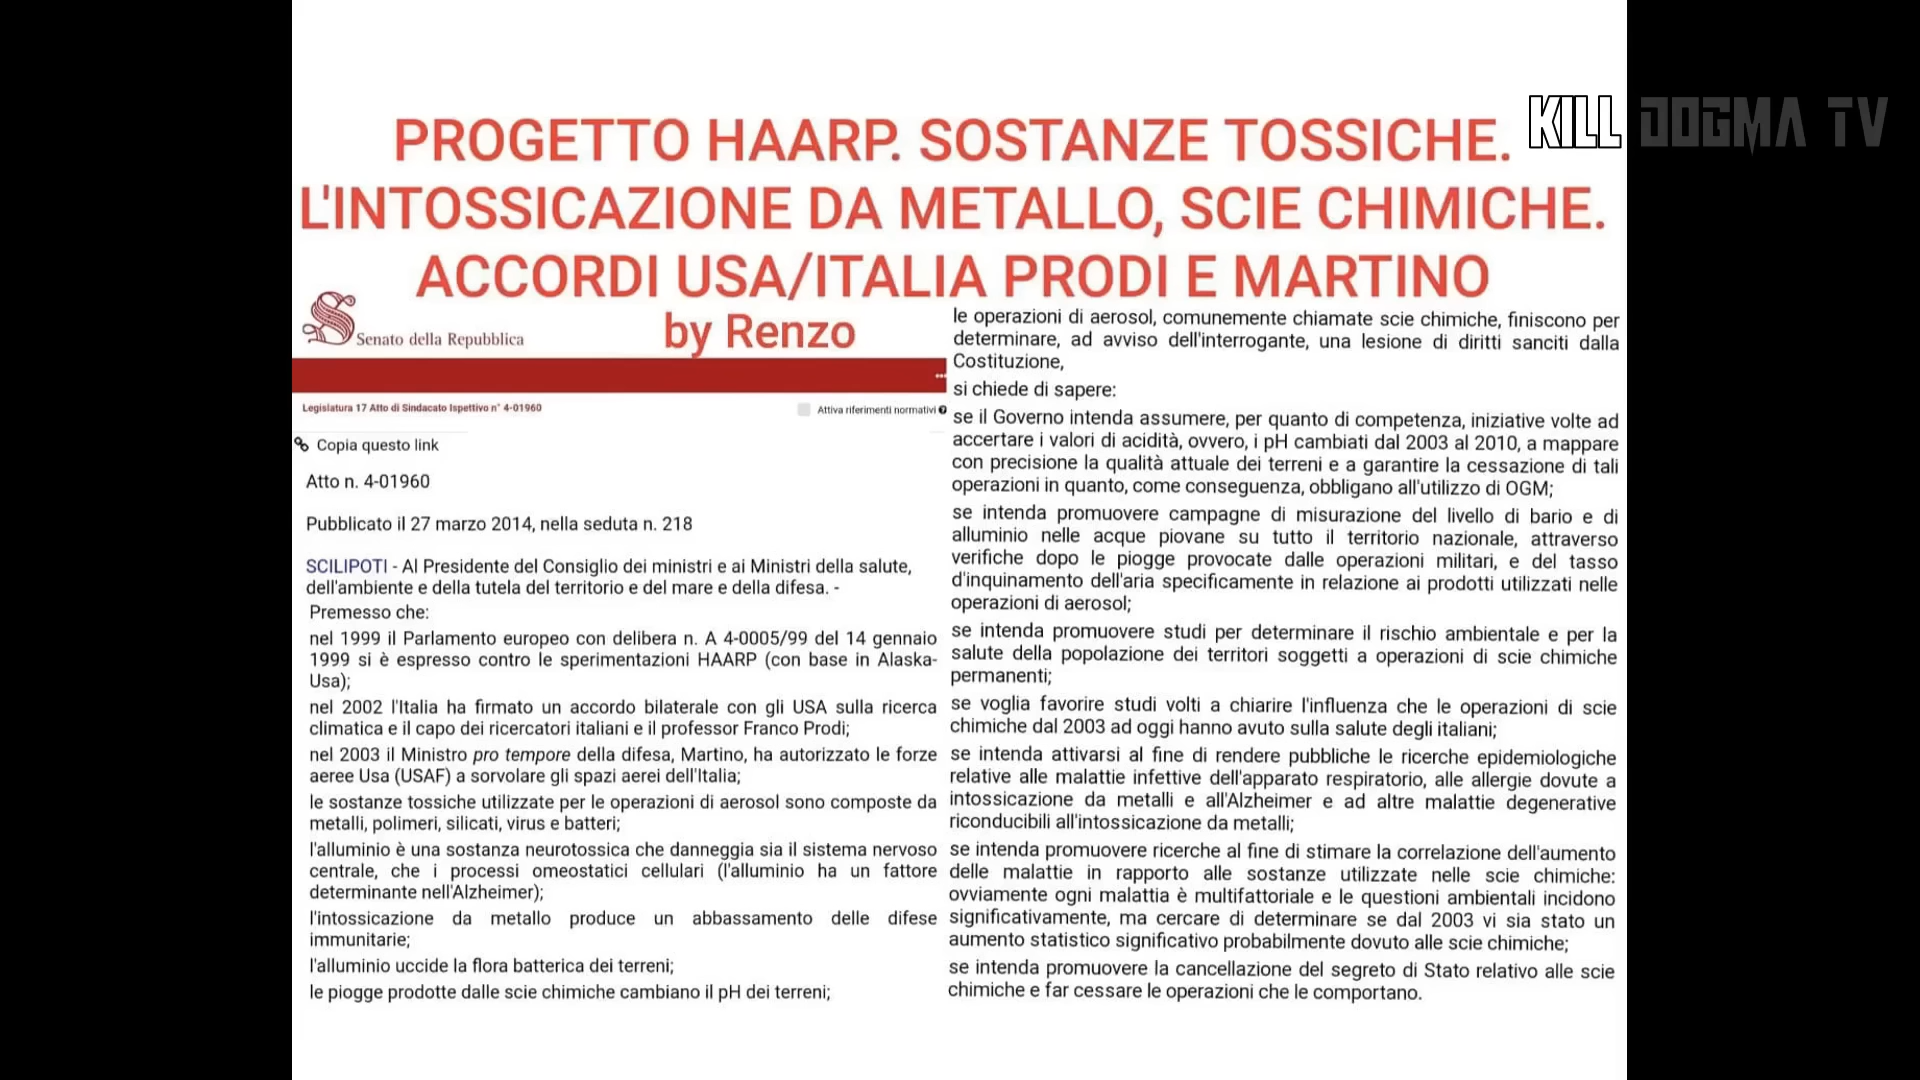 KILL DOGMA TV
PROGETTO HAARP. SOSTANZE TOSSICHE.
L'INTOSSICAZIONE DA METALLO, SCIE CHIMICHE.
ACCORDI USA/ITALIA PRODI E MARTINO
by Renzo
Senato della Repubblica
Legislatura 17 Atto di Sindacato Ispettivo n° 4-01960
Attiva riferimenti normativi
Copia questo link
Atto n. 4-01960
Pubblicato il 27 marzo 2014, nella seduta n. 218
SCILIPOTI - Al Presidente del Consiglio dei ministri e ai Ministri della salute,
dell'ambiente e della tutela del territorio e del mare e della difesa. -
Premesso che:
nel 1999 il Parlamento europeo con delibera n. A 4-0005/99 del 14 gennaio
1999 si è espresso contro le sperimentazioni HAARP (con base in Alaska-
Usa);
nel 2002 l'Italia ha firmato un accordo bilaterale con gli USA sulla ricerca
climatica e il capo dei ricercatori italiani e il professor Franco Prodi;
nel 2003 il Ministro pro tempore della difesa, Martino, ha autorizzato le forze
aeree Usa (USAF) a sorvolare gli spazi aerei dell'Italia;
le sostanze tossiche utilizzate per le operazioni di aerosol sono composte da
metalli, polimeri, silicati, virus e batteri;
l'alluminio è una sostanza neurotossica che danneggia sia il sistema nervoso
centrale, che i processi omeostatici cellulari (l'alluminio ha un fattore
determinante nell'Alzheimer);
l'intossicazione da metallo produce un abbassamento delle difese
immunitarie;
l'alluminio uccide la flora batterica dei terreni;
le piogge prodotte dalle scie chimiche cambiano il pH dei terreni;
le operazioni di aerosol, comunemente chiamate scie chimiche, finiscono per
determinare, ad avviso dell'interrogante, una lesione di diritti sanciti dalla
Costituzione,
si chiede di sapere:
se il Governo intenda assumere, per quanto di competenza, iniziative volte ad
accertare i valori di acidità, ovvero, i pH cambiati dal 2003 al 2010, a mappare
con precisione la qualità attuale dei terreni e a garantire la cessazione di tali
operazioni in quanto, come conseguenza, obbligano all'utilizzo di OGM;
se intenda promuovere campagne di misurazione del livello di bario e di
alluminio nelle acque piovane su tutto il territorio nazionale, attraverso
verifiche dopo le piogge provocate dalle operazioni militari, e del tasso
d'inquinamento dell'aria specificamente in relazione ai prodotti utilizzati nelle
operazioni di aerosol;
se intenda promuovere studi per determinare il rischio ambientale e per la
salute della popolazione dei territori soggetti a operazioni di scie chimiche
permanenti;
se voglia favorire studi volti a chiarire l'influenza che le operazioni di scie
chimiche dal 2003 ad oggi hanno avuto sulla salute degli italiani;
se intenda attivarsi al fine di rendere pubbliche le ricerche epidemiologiche
relative alle malattie infettive dell'apparato respiratorio, alle allergie dovute a
intossicazione da metalli e all'Alzheimer e ad altre malattie degenerative
riconducibili all'intossicazione da metalli;
se intenda promuovere ricerche al fine di stimare la correlazione dell'aumento
delle malattie in rapporto alle sostanze utilizzate nelle scie chimiche:
ovviamente ogni malattia è multifattoriale e le questioni ambientali incidono
significativamente, ma cercare di determinare se dal 2003 vi sia stato un
aumento statistico significativo probabilmente dovuto alle scie chimiche;
se intenda promuovere la cancellazione del segreto di Stato relativo alle scie
chimiche e far cessare le operazioni che le comportano.